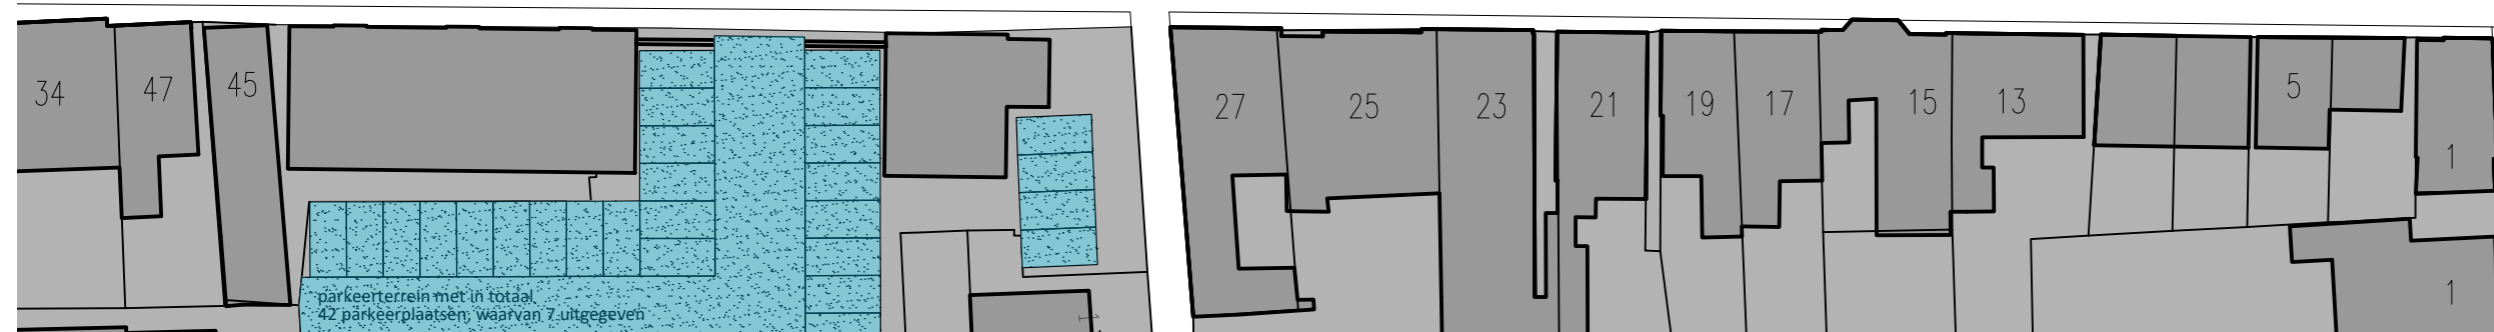 34 47 45 27 25 23 21 19 17 15 13 5 1
1
parkeerterrein met in totaal
42 parkeerplaatsen, waarvan 7 uitgegeven